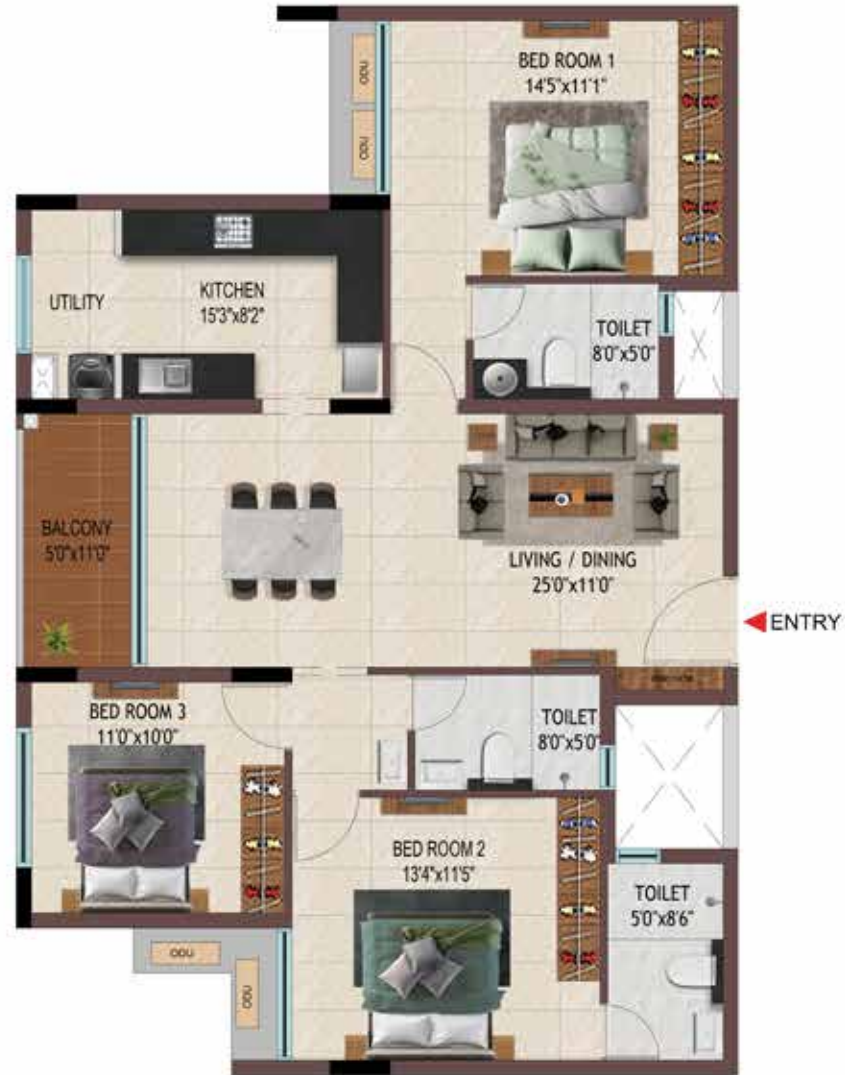 BED ROOM 1
14'5"x11'1"
ODU
ODU
UTILITY
KITCHEN
15'3"x8'2"
TOILET
8'0"x5'0"
BALCONY
5'0"x11'0"
LIVING / DINING
25'0"x11'0"
ENTRY
BED ROOM 3
11'0"x10'0"
TOILET
8'0"x5'0"
BED ROOM 2
13'4"x11'5"
TOILET
5'0"x8'6"
ODU
ODU